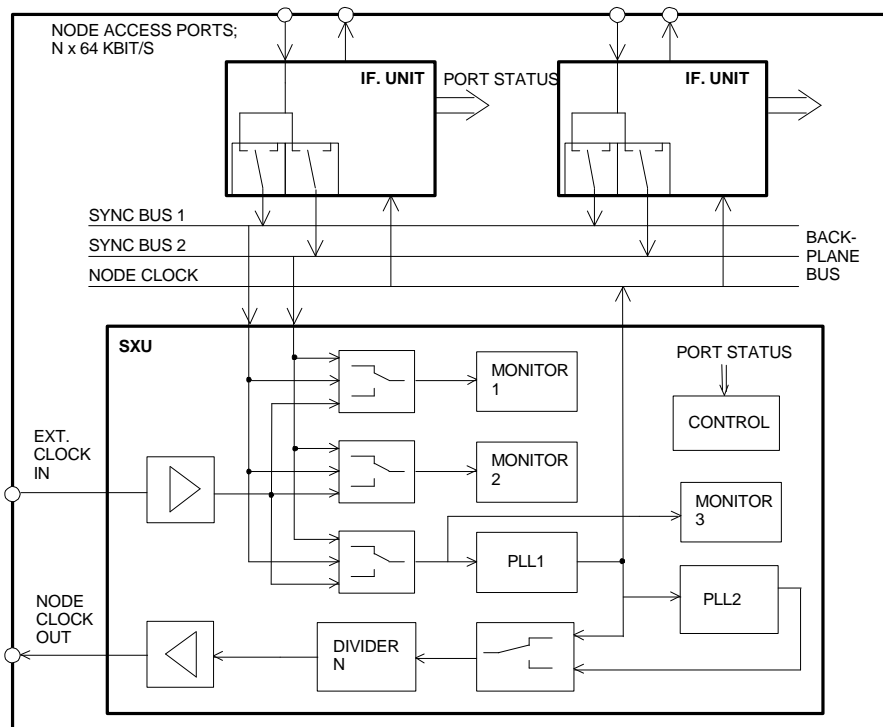 NODE ACCESS PORTS;
N x 64 KBIT/S
IF. UNIT
PORT STATUS
IF. UNIT
SYNC BUS 1
SYNC BUS 2
NODE CLOCK
BACK-
PLANE
BUS
SXU
MONITOR
1
PORT STATUS
CONTROL
EXT.
CLOCK
IN
MONITOR
2
MONITOR
3
PLL1
PLL2
NODE
CLOCK
OUT
DIVIDER
N